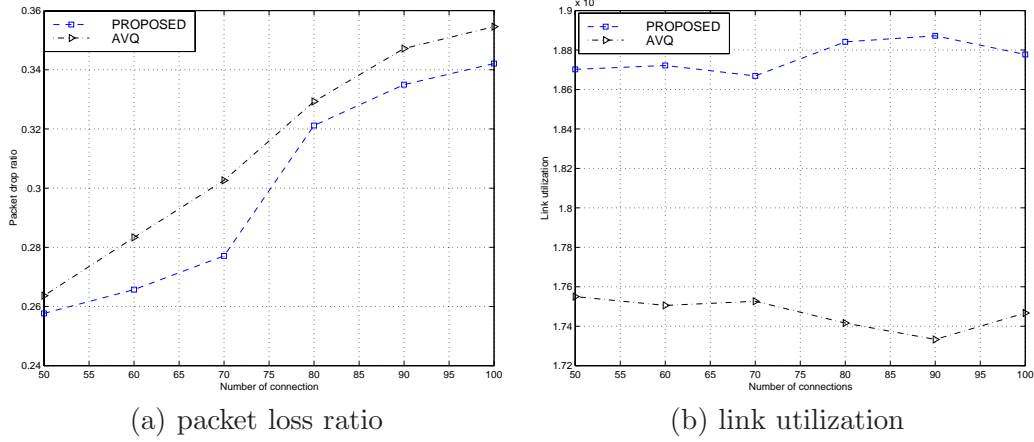 0.36
0.34
0.32
0.3
0.28
0.26
0.24
Packet drop ratio
PROPOSED
AVQ
50 55 60 65 70 75 80 85 90 95 100
Number of connection
(a) packet loss ratio
x 10
1.9
1.88
1.86
1.84
1.82
1.8
1.78
1.76
1.74
1.72
Link utilization
PROPOSED
AVQ
50 55 60 65 70 75 80 85 90 95 100
Number of connections
(b) link utilization